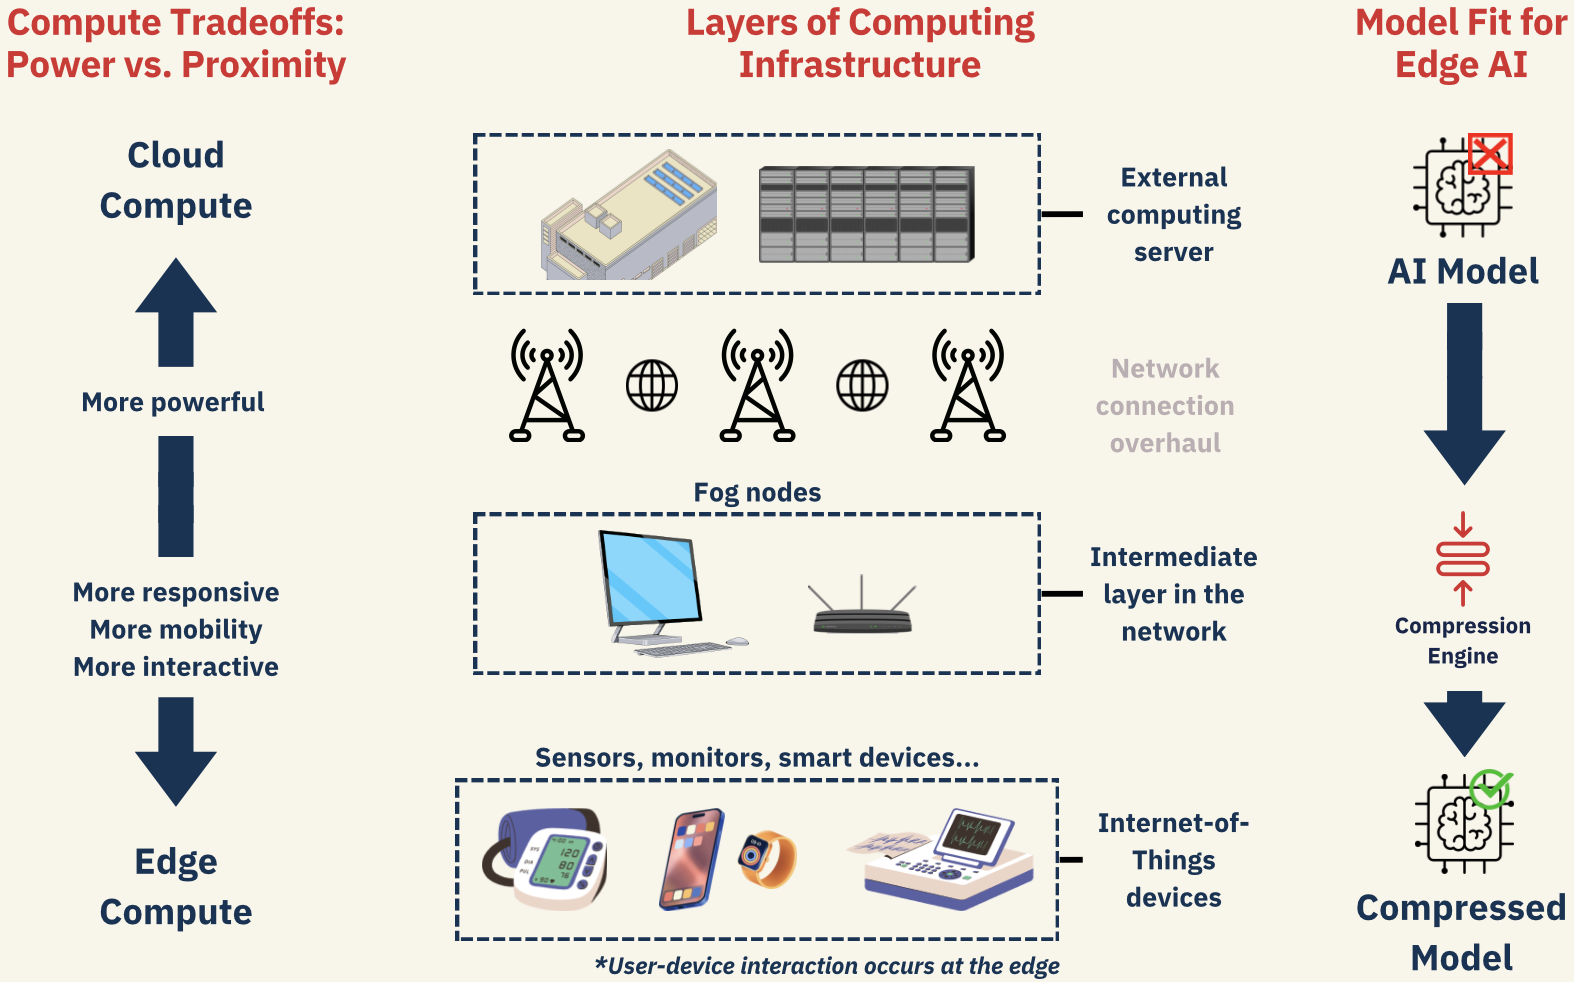 Compute Tradeoffs:
Power vs. Proximity
Layers of Computing
Infrastructure
Model Fit for
Edge AI
Cloud
Compute
More powerful
More responsive
More mobility
More interactive
Edge
Compute
External
computing
server
Network
connection
overhaul
Fog nodes
Intermediate
layer in the
network
Sensors, monitors, smart devices...
SYS
DIA
PUL
120
80
76
Internet-of-
Things
devices
*User-device interaction occurs at the edge
AI Model
Compression
Engine
Compressed
Model